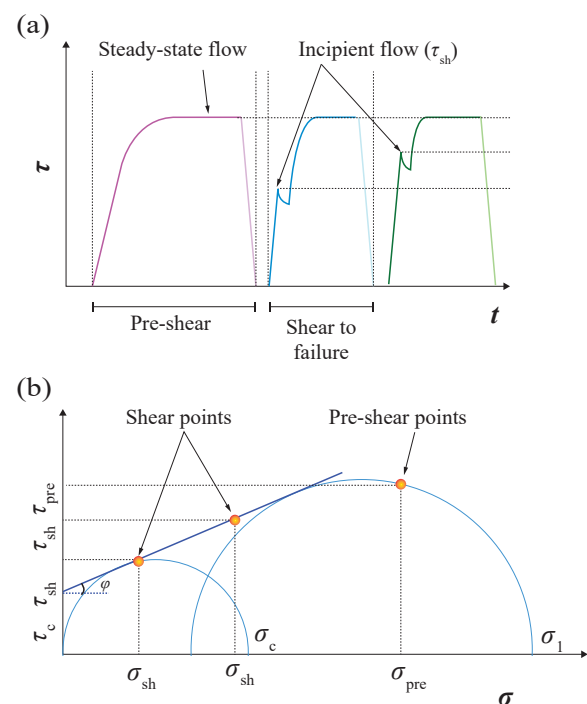 (a)
Steady-state flow
Incipient flow (τsh)
τ
t
Pre-shear
Shear to
failure
(b)
Shear points
Pre-shear points
τpre
τsh
τsh
τc
φ
σc
σ1
σsh
σsh
σpre
σ